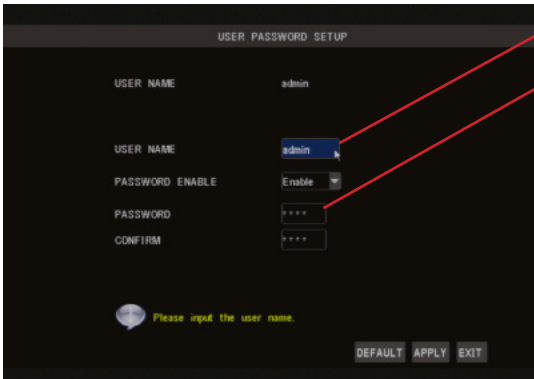 USER PASSWORD SETUP
USER NAME admin
USER NAME admin
PASSWORD ENABLE Enable
PASSWORD ****
CONFIRM ****
Please input the user name.
DEFAULT APPLY EXIT